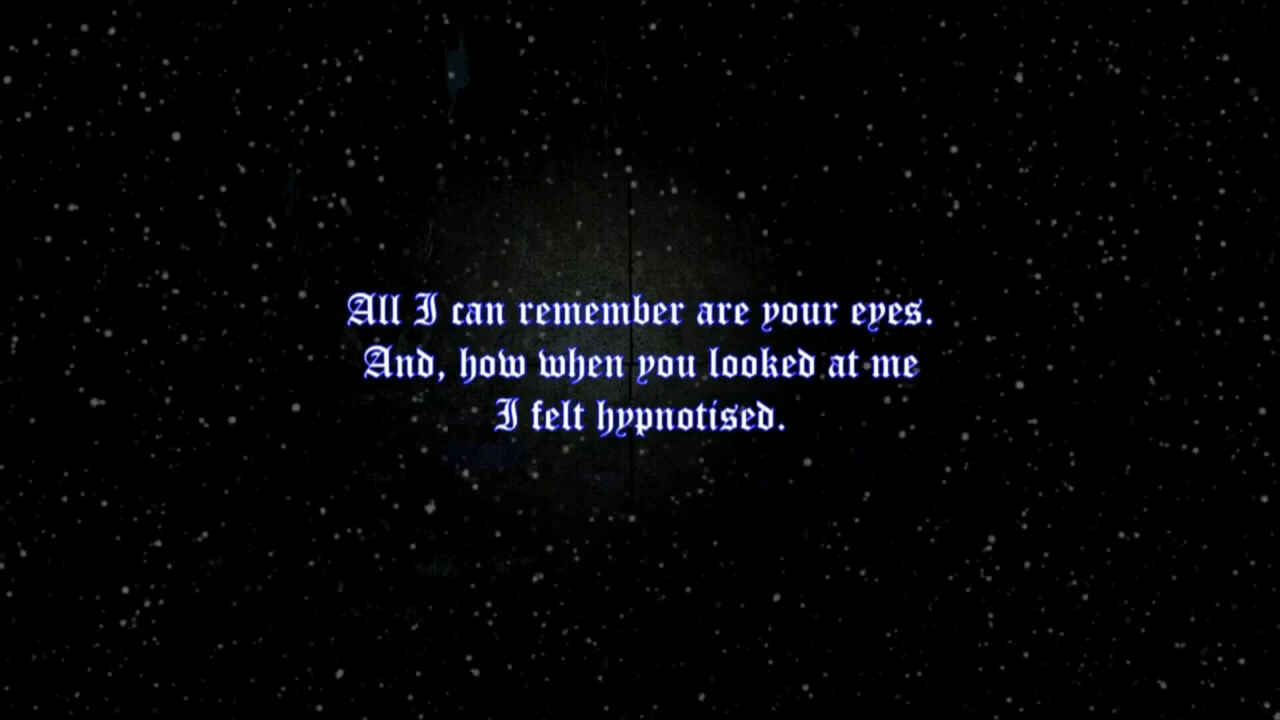 All I can remember are your eyes.
And, how when you looked at me
I felt hypnotised.